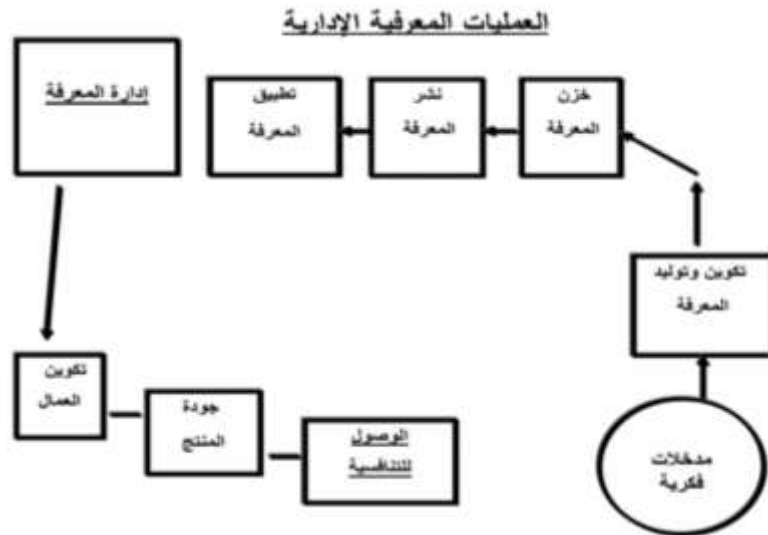 العمليات المعرفية الإدارية
خزن
المعرفة
نشر
المعرفة
تطبيق
المعرفة
إدارة المعرفة
تكوين وتوليد
المعرفة
مدخلات
فكرية
تكوين
العمال
جودة
المنتج
الوصول
للتنافسية